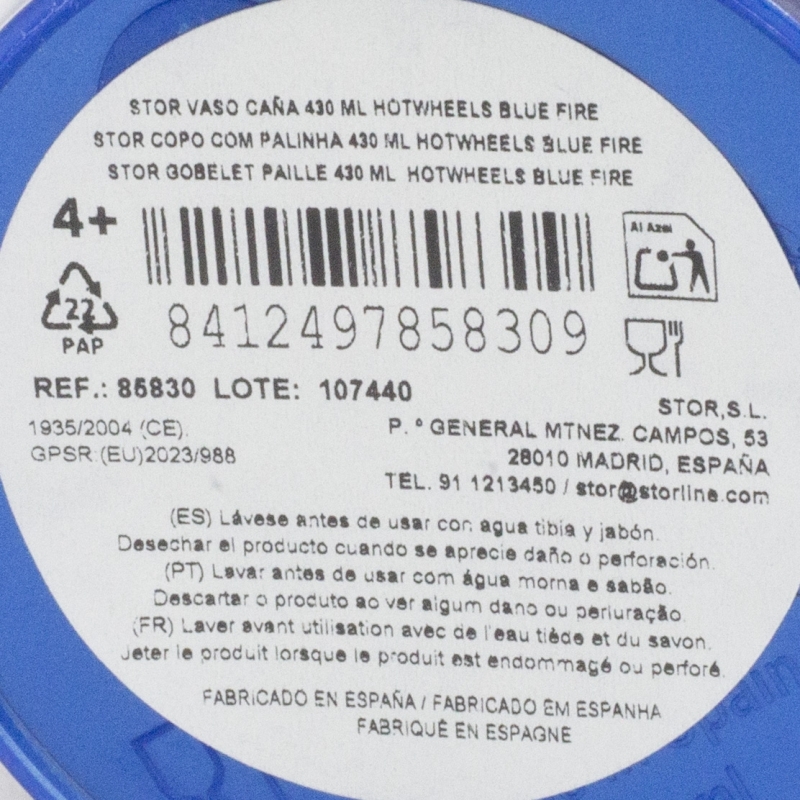 STOR VASO CAÑA 430 ML HOTWHEELS BLUE FIRE
STOR COPO COM PALINHA 430 ML HOTWHEELS BLUE FIRE
STOR GOBELET PAILLE 430 ML HOTWHEELS BLUE FIRE
4+
Al Azul
22
PAP
8412497858309
REF.: 85830 LOTE: 107440
1935/2004 (CE).
GPSR:(EU)2023/988
STOR,S.L.
P. º GENERAL MTNEZ. CAMPOS, 53
28010 MADRID, ESPAÑA
TEL. 91 1213450 / stor@storline.com
(ES) Lávese antes de usar con agua tibia y jabón.
Desechar el producto cuando se aprecie daño o perforación.
(PT) Lavar antes de usar com água morna e sabão.
Descartar o produto ao ver algum dano ou perfuração.
(FR) Laver avant utilisation avec de l'eau tiède et du savon.
Jeter le produit lorsque le produit est endommagé ou perforé.
FABRICADO EN ESPAÑA / FABRICADO EM ESPANHA
FABRIQUÉ EN ESPAGNE
Spain